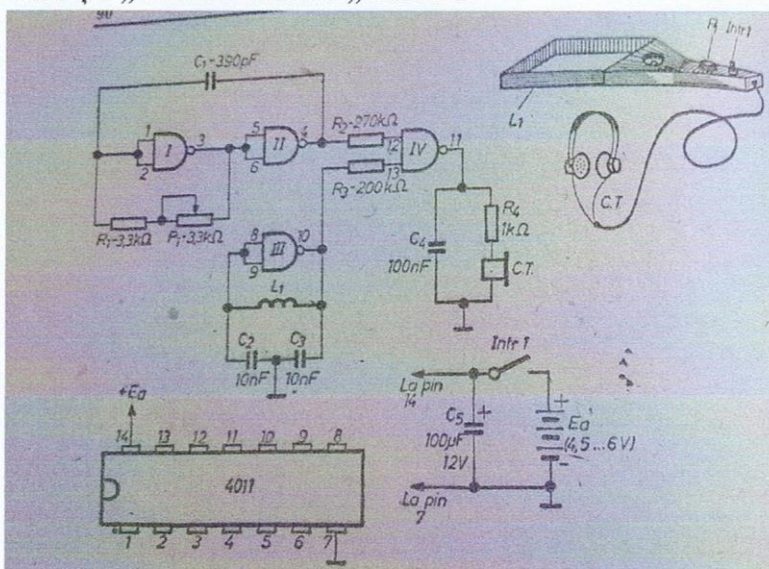 90
C1-390pF
P1 Intr1
L1
C.T.
1
2
I
3
5
6
II
4
R2-270kΩ
12
13
IV
11
R3-200kΩ
R1-3,3kΩ P1-3,3kΩ
8
9
III
10
L1
C2
10nF
C3
10nF
C4
100nF
R4
1kΩ
C.T.
+Ea
14 13 12 11 10 9 8
4011
1 2 3 4 5 6 7
Intr 1
La pin
14
C5 +
100µF
12V
+
Ea
(4,5...6V)
-
La pin
7